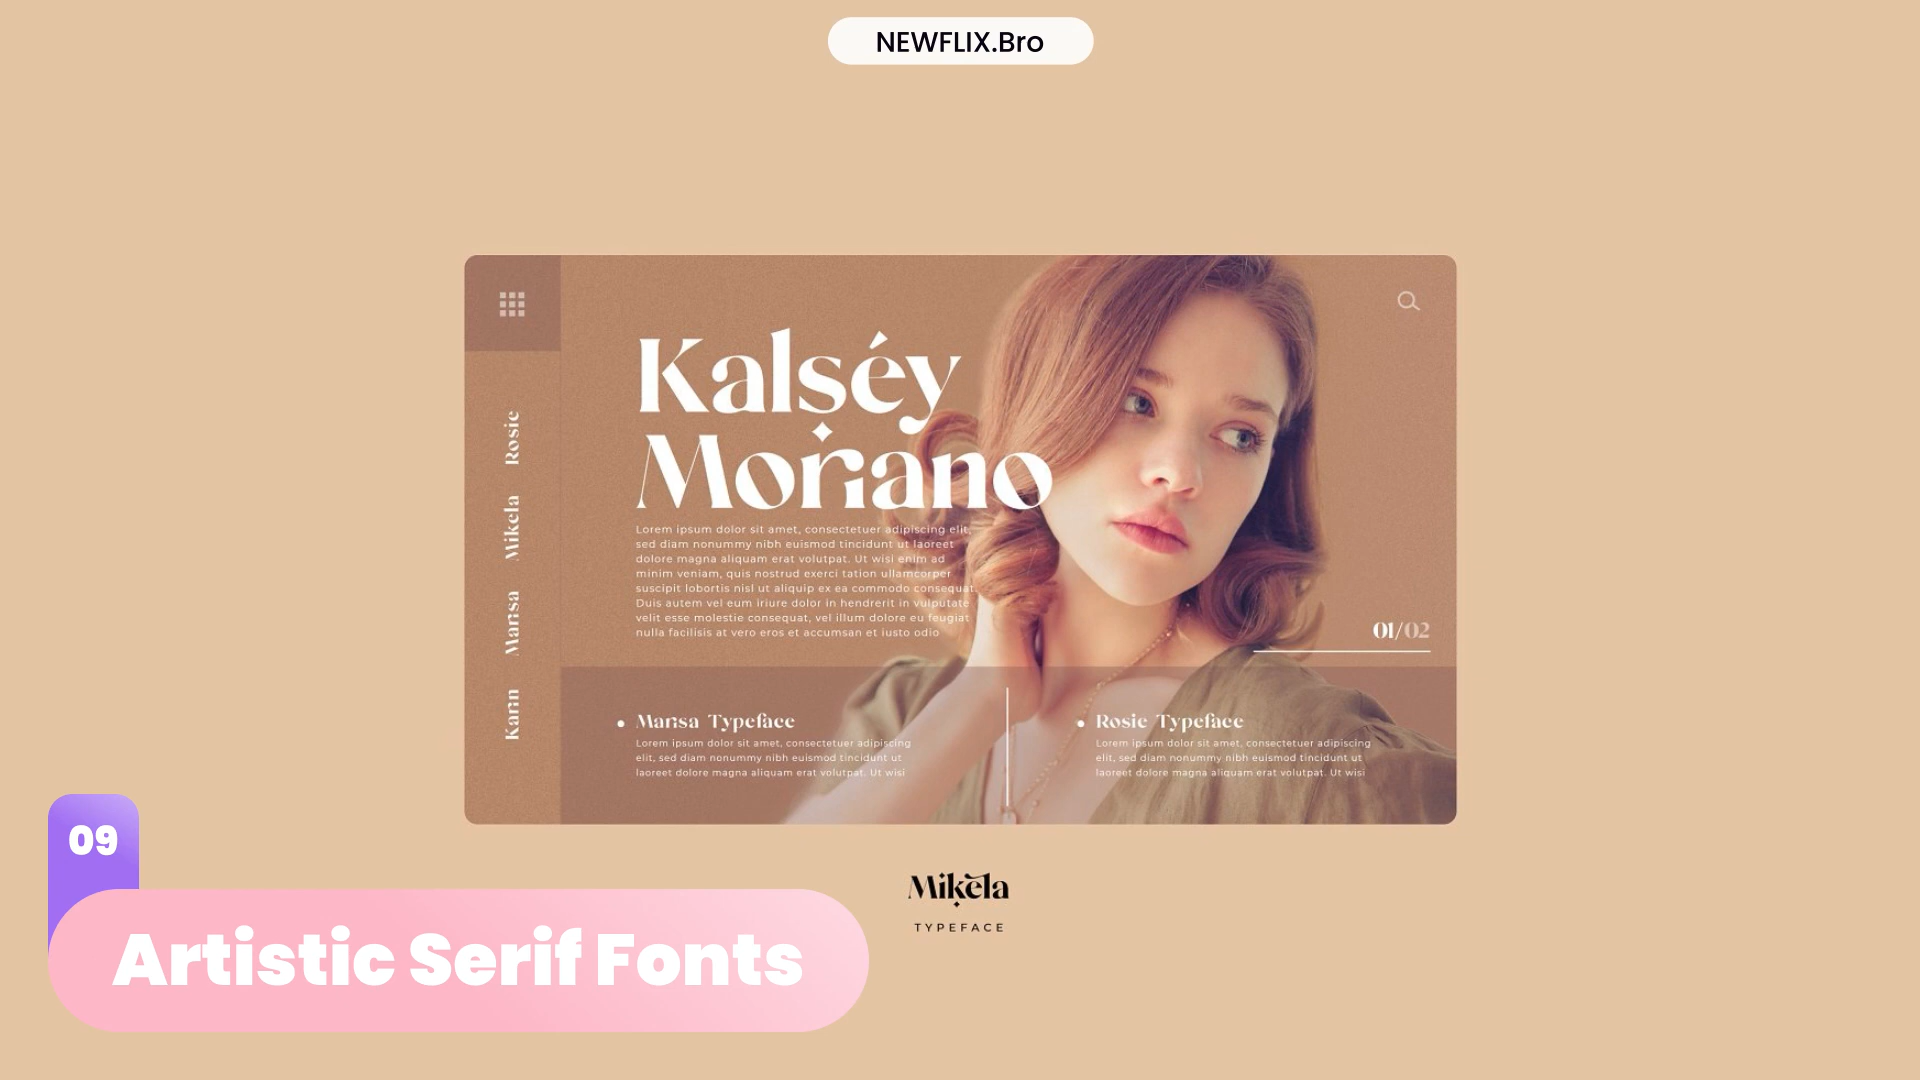 NEWFLIX.Bro
Kalséy
Moriano
Lorem ipsum dolor sit amet, consectetuer adipiscing elit,
sed diam nonummy nibh euismod tincidunt ut laoreet
dolore magna aliquam erat volutpat. Ut wisi enim ad
minim veniam, quis nostrud exerci tation ullamcorper
suscipit lobortis nisl ut aliquip ex ea commodo consequat.
Duis autem vel eum iriure dolor in hendrerit in vulputate
velit esse molestie consequat, vel illum dolore eu feugiat
nulla facilisis at vero eros et accumsan et iusto odio
Rosie
Mikela
Marisa
Karin
01/02
Marisa Typeface
Lorem ipsum dolor sit amet, consectetuer adipiscing
elit, sed diam nonummy nibh euismod tincidunt ut
laoreet dolore magna aliquam erat volutpat. Ut wisi
Rosie Typeface
Lorem ipsum dolor sit amet, consectetuer adipiscing
elit, sed diam nonummy nibh euismod tincidunt ut
laoreet dolore magna aliquam erat volutpat. Ut wisi
09
Artistic Serif Fonts
Mikela
TYPEFACE